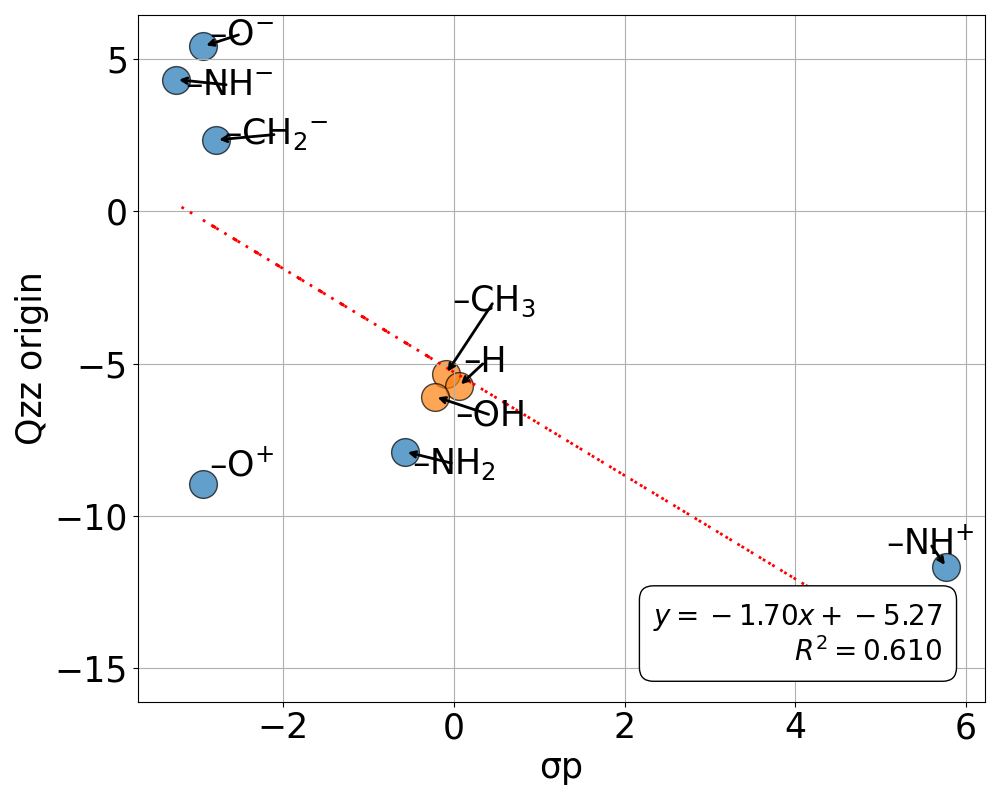 –O⁻
5
–NH⁻
–CH₂⁻
0
–CH₃
−5
–H
–OH
–NH₂
–O⁺
−10
–NH⁺
y = −1.70x + −5.27
R² = 0.610
−15
−2 0 2 4 6
σp
Qzz origin